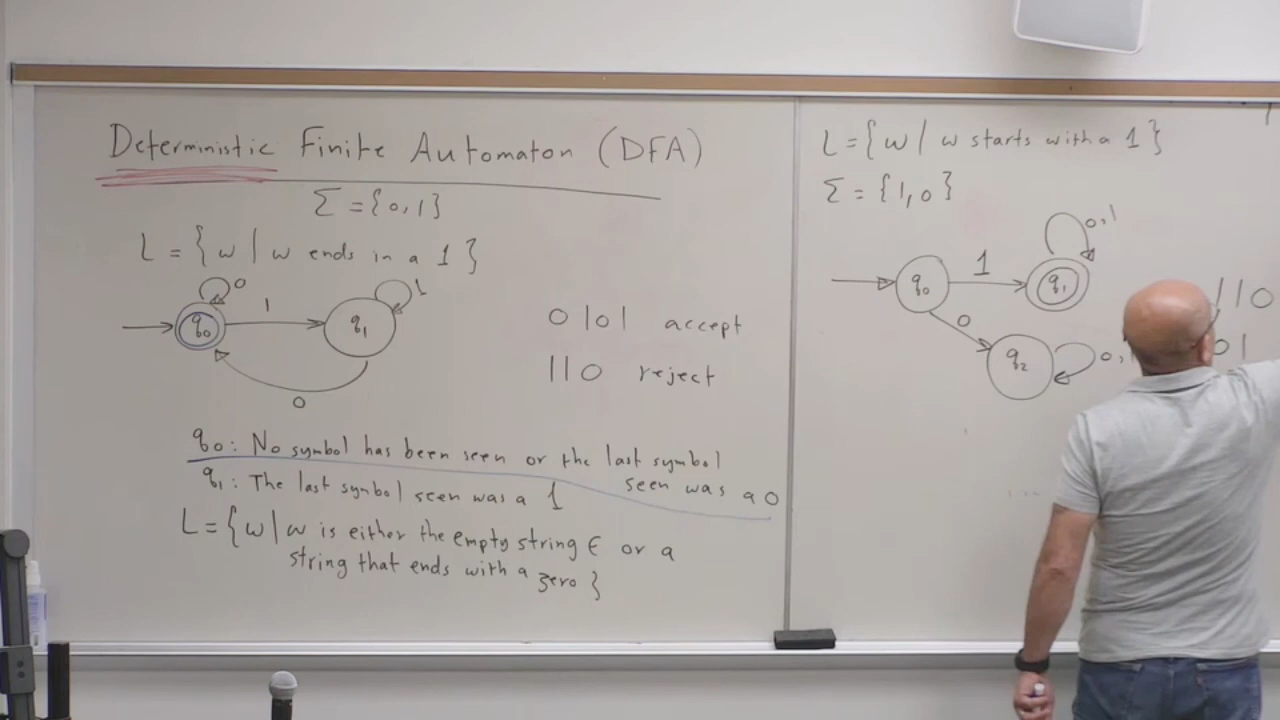 Deterministic Finite Automaton (DFA)
Σ = {0,1}
L = { w | w ends in a 1 }
0
1
1
q0
q1
0
0101 accept
110 reject
q0: No symbol has been seen or the last symbol
seen was a 0
q1: The last symbol seen was a 1
L = { w | w is either the empty string ϵ or a
string that ends with a zero }
L = { w | w starts with a 1 }
Σ = {1,0}
0,1
1
q0
q1
0
q2
0,
110
01